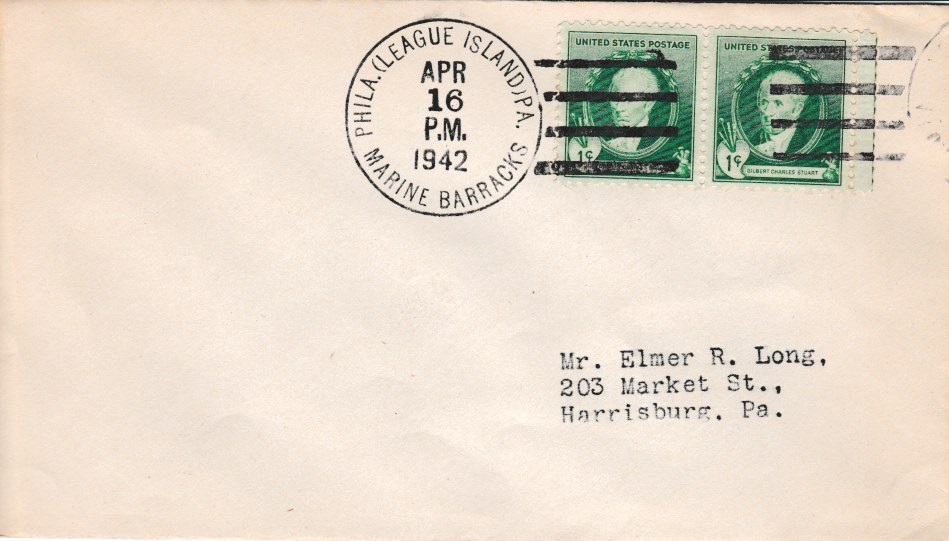 PHILA. (LEAGUE ISLAND) PA.
APR
16
P.M.
1942
MARINE BARRACKS
UNITED STATES POSTAGE
1¢
UNITED STATES POSTAGE
1¢
GILBERT CHARLES STUART
Mr. Elmer R. Long,
203 Market St.,
Harrisburg, Pa.